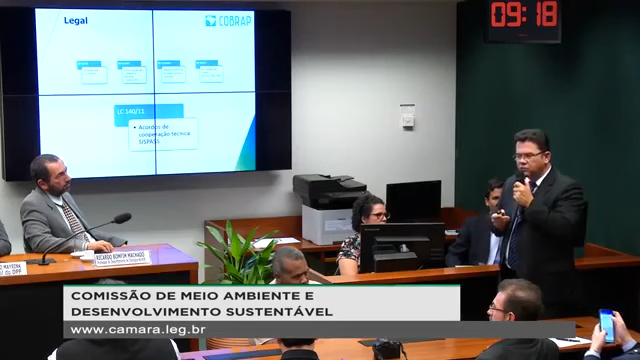 09:18
Legal
COBRAP
LC 140/11
• Acordos de
cooperação técnica
SISPASS
RICARDO BOMFIM MACHADO
COMISSÃO DE MEIO AMBIENTE E
DESENVOLVIMENTO SUSTENTÁVEL
www.camara.leg.br